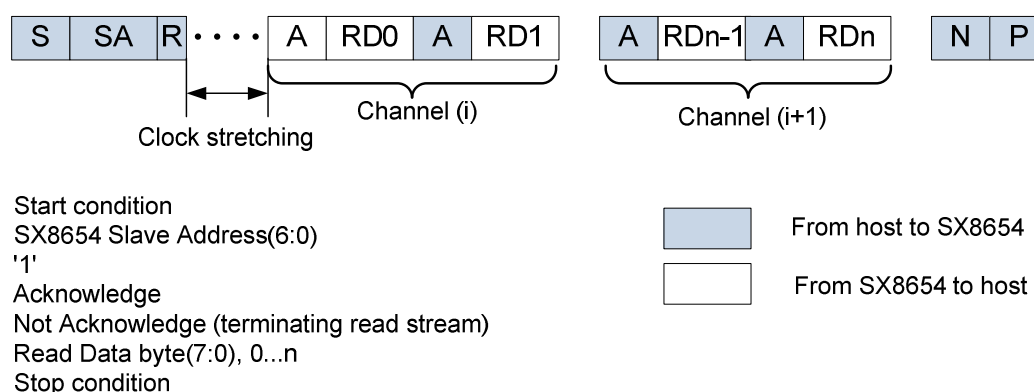 S SA R A RD0 A RD1 A RDn-1 A RDn N P
Channel (i)
Channel (i+1)
Clock stretching
Start condition
SX8654 Slave Address(6:0)
'1'
Acknowledge
Not Acknowledge (terminating read stream)
Read Data byte(7:0), 0...n
Stop condition
From host to SX8654
From SX8654 to host